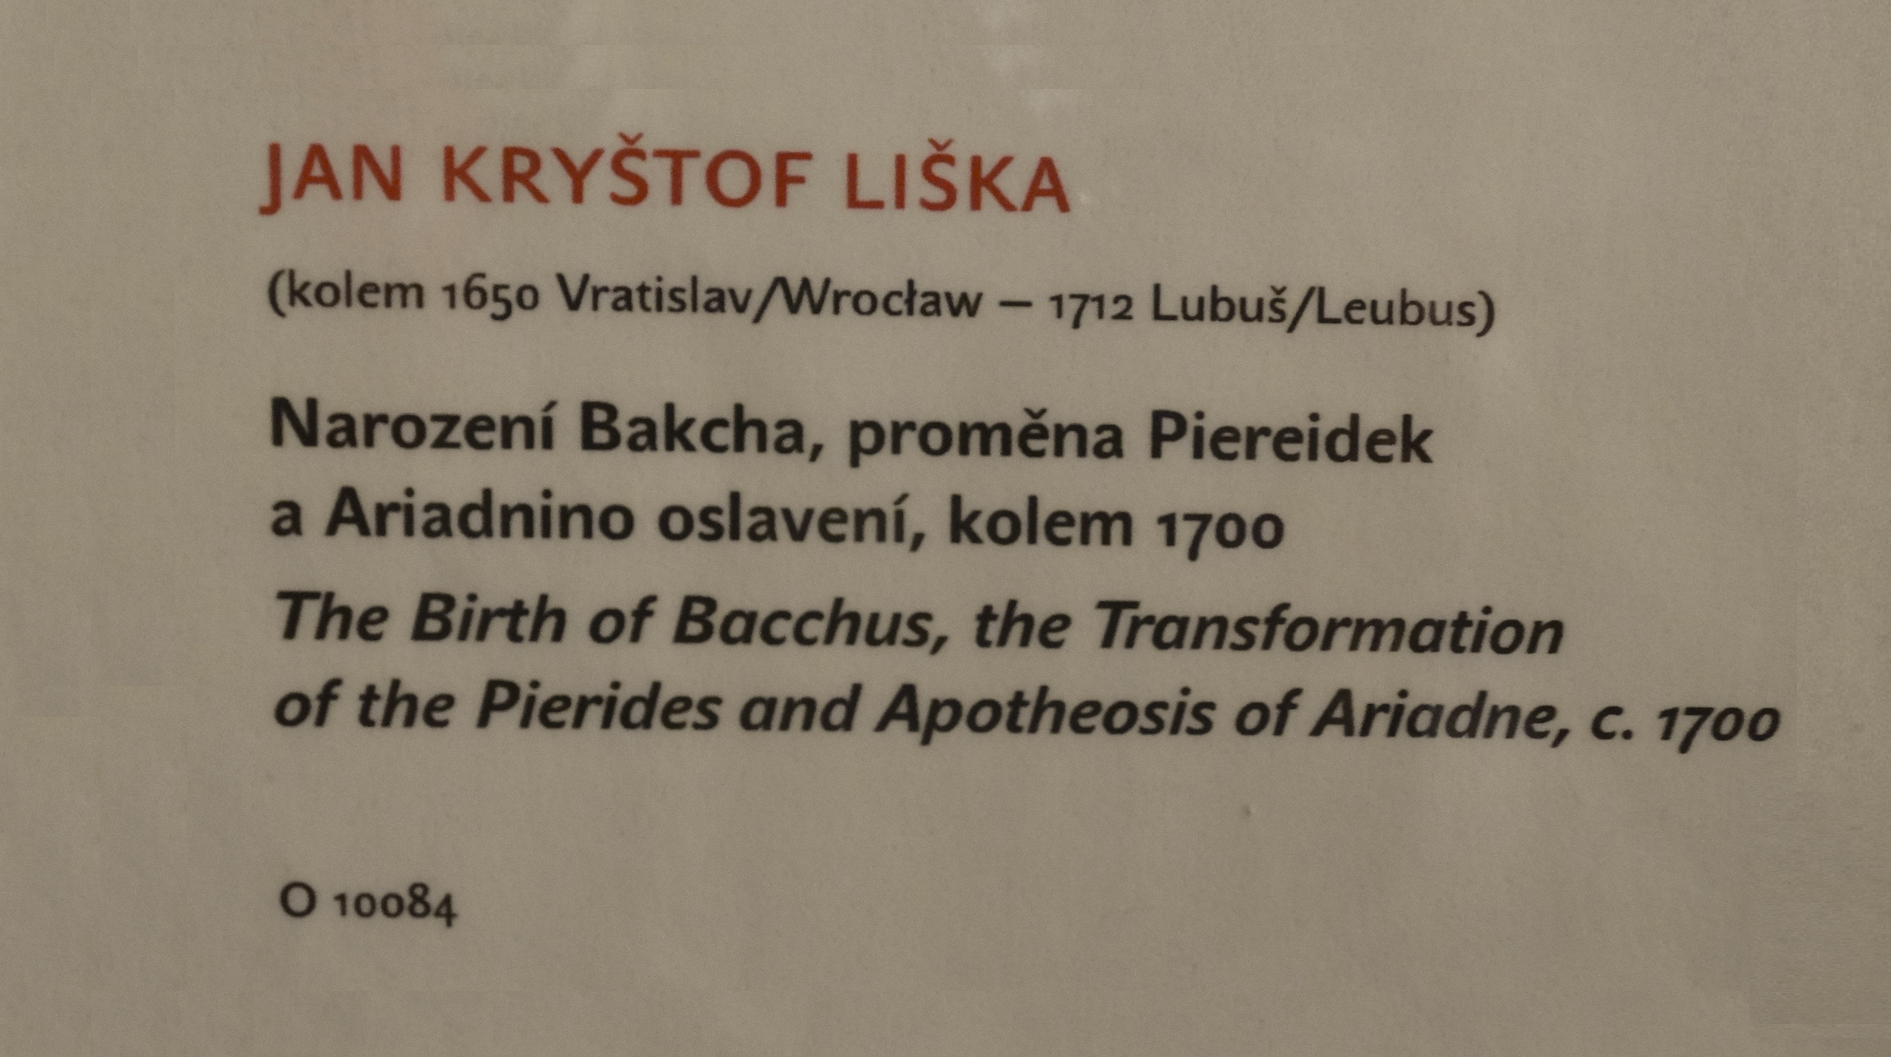 JAN KRYŠTOF LIŠKA
(kolem 1650 Vratislav/Wrocław – 1712 Lubuš/Leubus)
Narození Bakcha, proměna Piereidek
a Ariadnino oslavení, kolem 1700
The Birth of Bacchus, the Transformation
of the Pierides and Apotheosis of Ariadne, c. 1700
O 10084